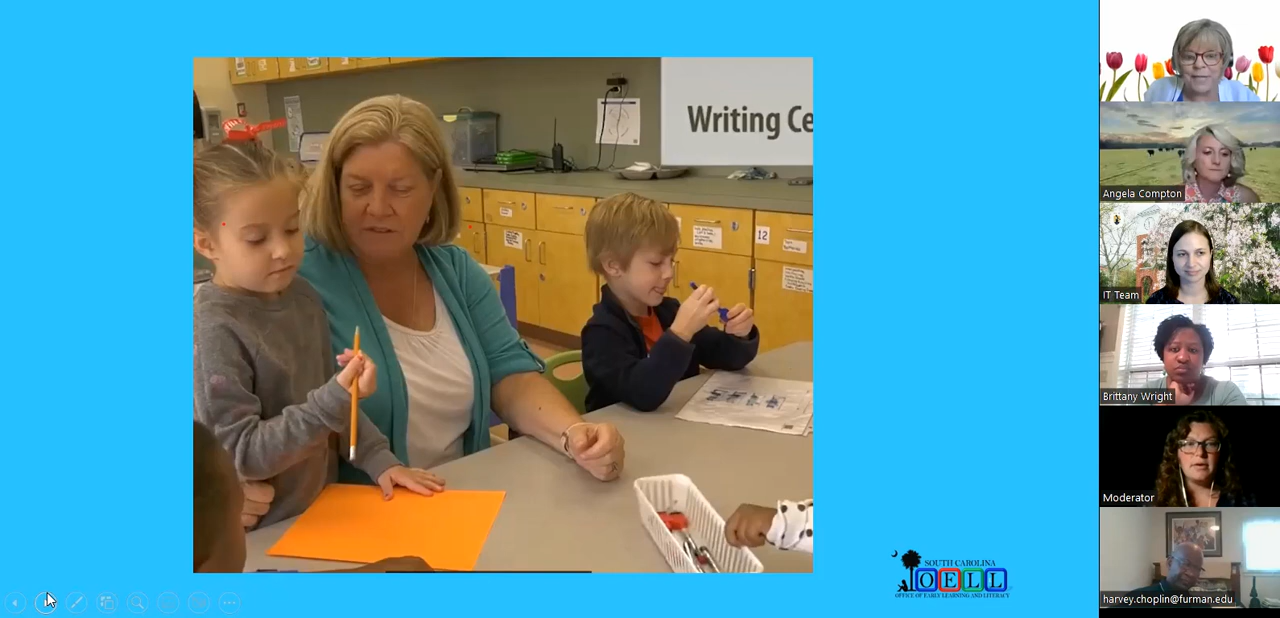 Writing Ce
12
SOUTH CAROLINA
OELL
OFFICE OF EARLY LEARNING AND LITERACY
Angela Compton
IT Team
Brittany Wright
Moderator
harvey.choplin@furman.edu